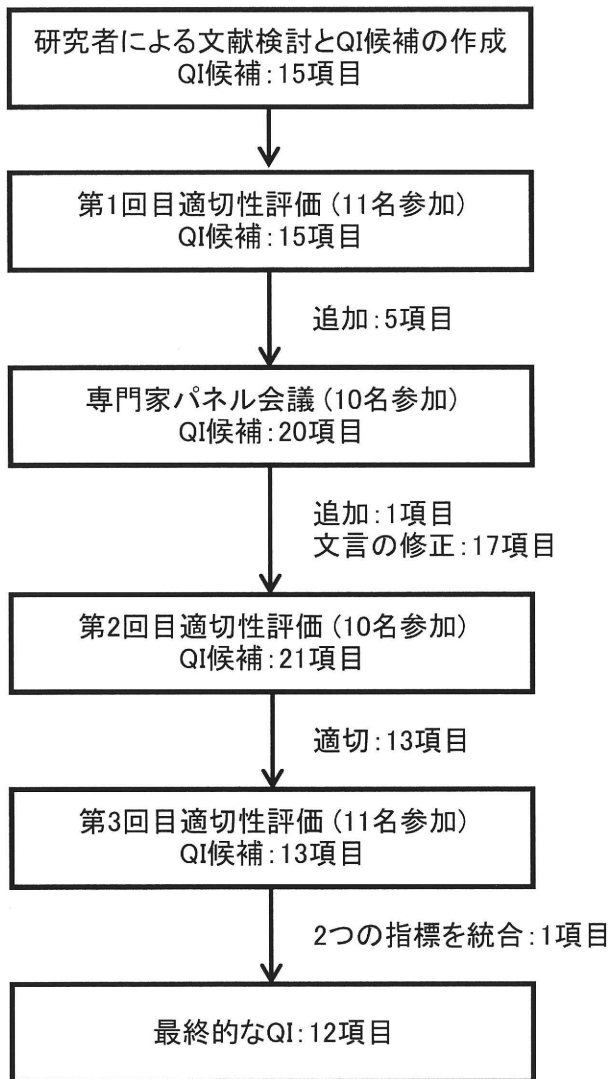 研究者による文献検討とQI候補の作成
QI候補：15項目
第1回目適切性評価（11名参加）
QI候補：15項目
追加：5項目
専門家パネル会議（10名参加）
QI候補：20項目
追加：1項目
文言の修正：17項目
第2回目適切性評価（10名参加）
QI候補：21項目
適切：13項目
第3回目適切性評価（11名参加）
QI候補：13項目
2つの指標を統合：1項目
最終的なQI：12項目